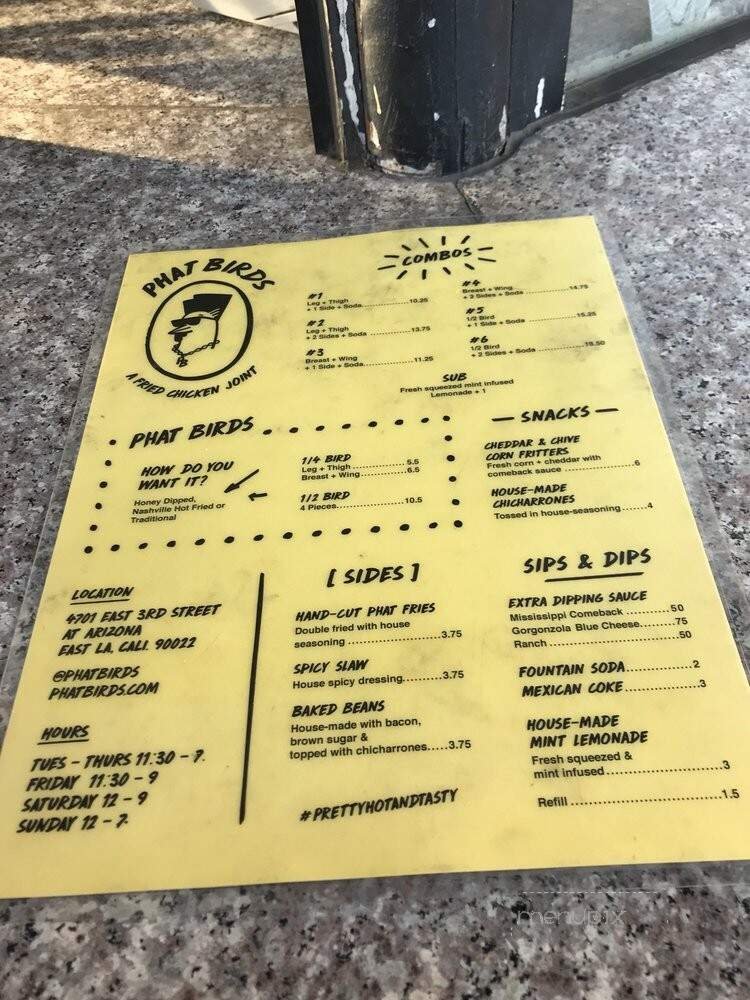 PHAT BIRDS
PB
A FRIED CHICKEN JOINT
COMBOS
#1
Leg + Thigh
+ 1 Side + Soda..........10.25
#2
Leg + Thigh
+ 2 Sides + Soda..........13.75
#3
Breast + Wing
+ 1 Side + Soda..........11.25
#4
Breast + Wing
+ 2 Sides + Soda..........14.75
#5
1/2 Bird
+ 1 Side + Soda..........15.25
#6
1/2 Bird
+ 2 Sides + Soda..........18.50
SUB
Fresh squeezed mint infused
Lemonade + 1
PHAT BIRDS
HOW DO YOU
WANT IT?
Honey Dipped,
Nashville Hot Fried or
Traditional
1/4 BIRD
Leg + Thigh..........5.5
Breast + Wing..........6.5
1/2 BIRD
4 Pieces..........10.5
— SNACKS —
CHEDDAR & CHIVE
CORN FRITTERS
Fresh corn + cheddar with
comeback sauce ..........6
HOUSE-MADE
CHICHARRONES
Tossed in house-seasoning.......4
LOCATION
4701 EAST 3RD STREET
AT ARIZONA
EAST LA, CALI. 90022
@PHATBIRDS
PHATBIRDS.COM
HOURS
TUES - THURS 11:30 - 7.
FRIDAY 11:30 - 9
SATURDAY 12 - 9
SUNDAY 12 - 7.
[ SIDES ]
HAND-CUT PHAT FRIES
Double fried with house
seasoning ..........3.75
SPICY SLAW
House spicy dressing..........3.75
BAKED BEANS
House-made with bacon,
brown sugar &
topped with chicharrones.....3.75
#PRETTYHOTANDTASTY
SIPS & DIPS
EXTRA DIPPING SAUCE
Mississippi Comeback ..........50
Gorgonzola Blue Cheese........75
Ranch ..........50
FOUNTAIN SODA..........2
MEXICAN COKE..........3
HOUSE-MADE
MINT LEMONADE
Fresh squeezed &
mint infused..........3
Refill ..........1.5
menupix